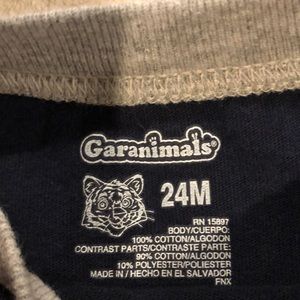 Garanimals®
24M
RN 15897
BODY/CUERPO:
100% COTTON/ALGODON
CONTRAST PARTS/CONTRASTE PARTE:
90% COTTON/ALGODON
10% POLYESTER/POLIESTER
MADE IN / HECHO EN EL SALVADOR
FNX